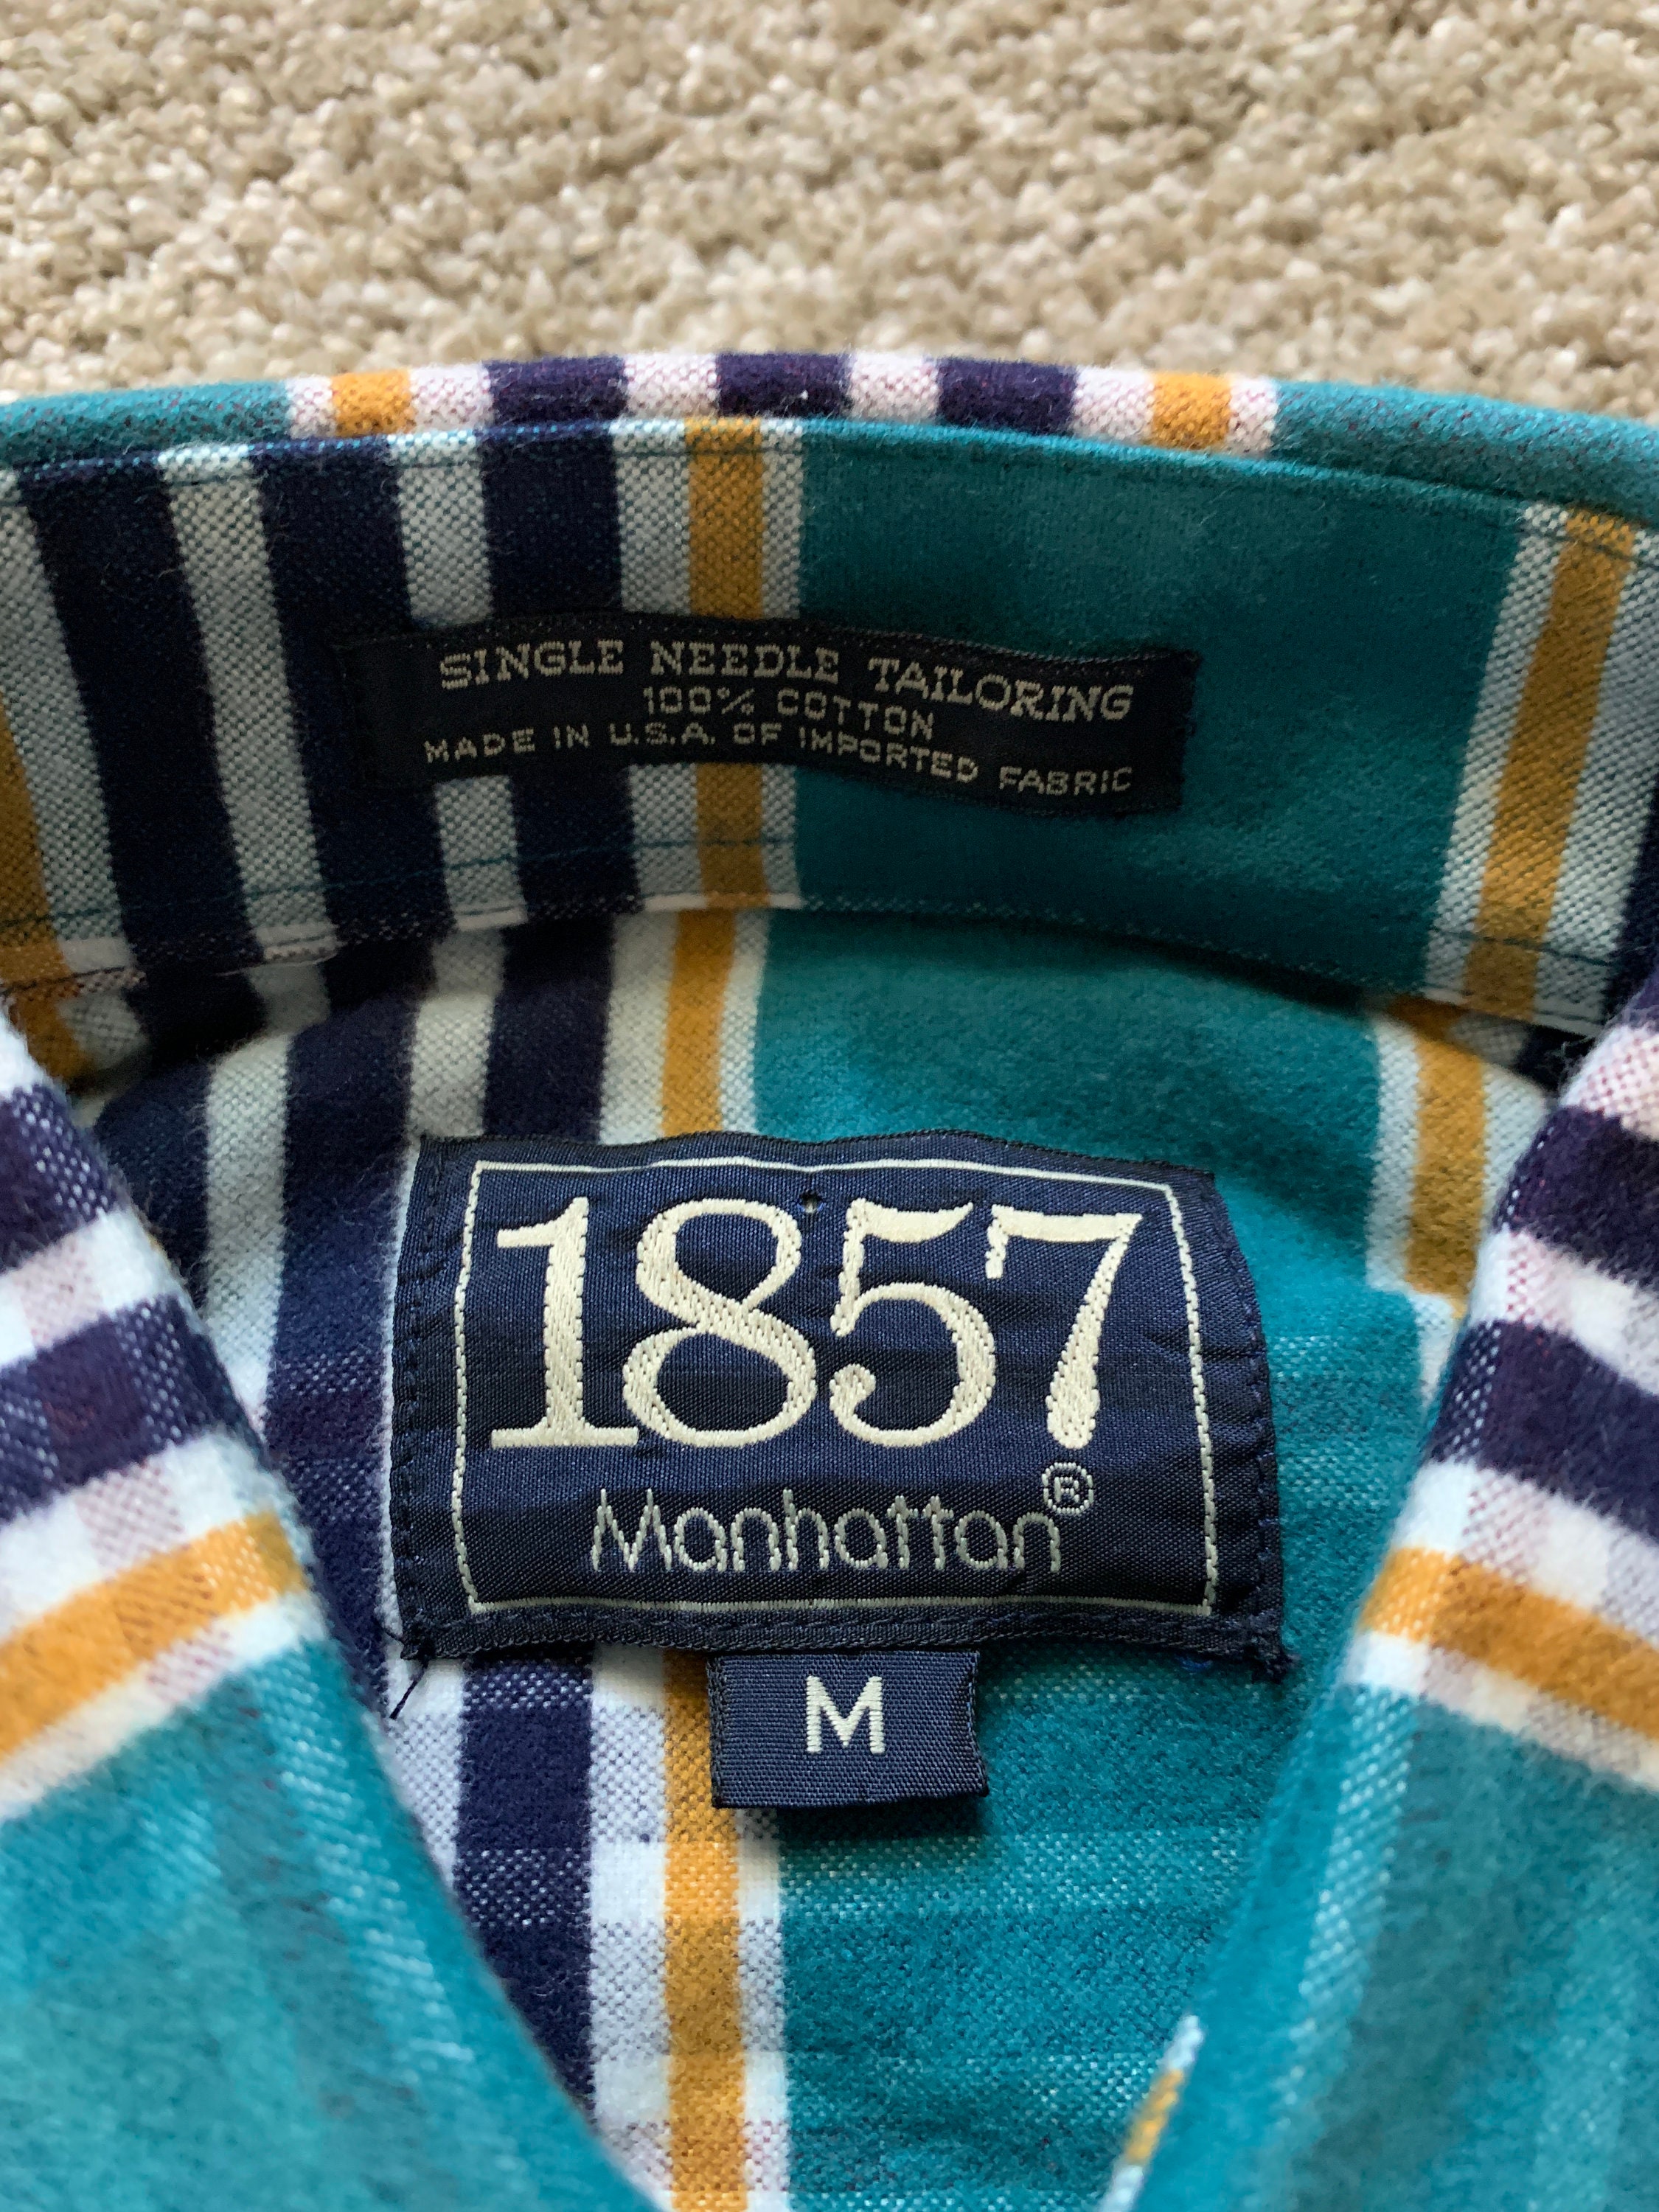 SINGLE NEEDLE TAILORING
100% COTTON
MADE IN U.S.A. OF IMPORTED FABRIC
1857
Manhattan®
M